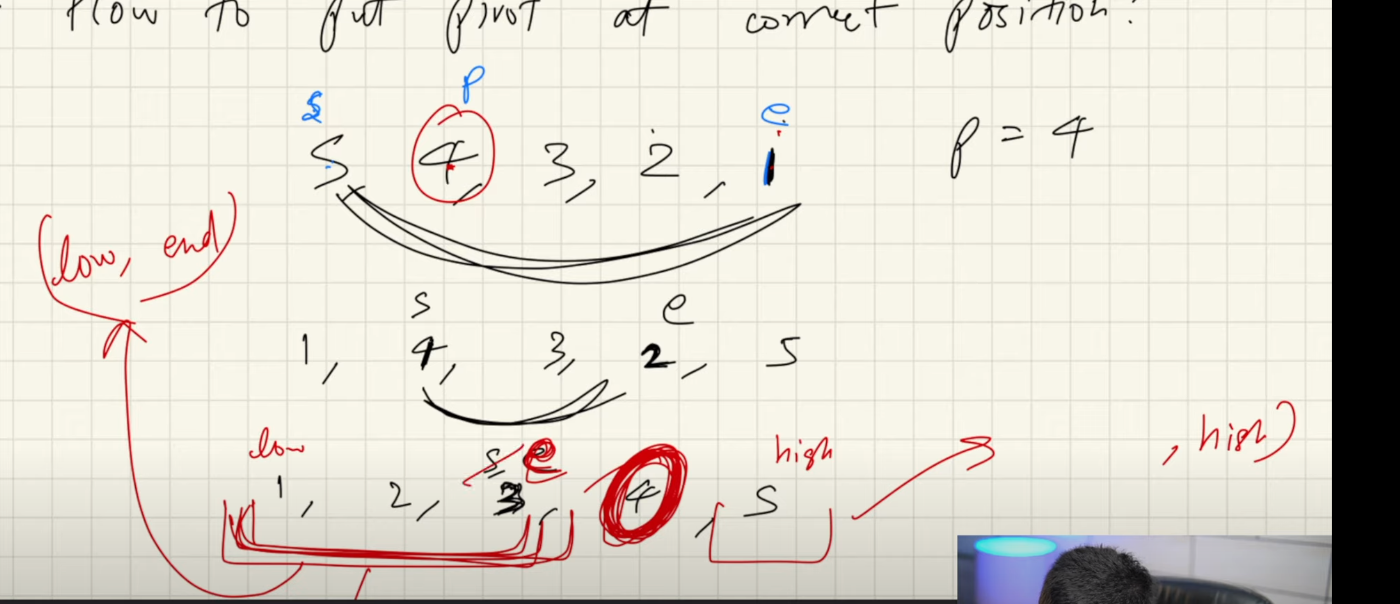 How to put pivot at correct position?
S p e
5 4, 3, 2, 1 p = 4
(low, end)
s e
1, 4, 3, 2, 5
low s, e high , high)
1, 2, 3, 4, 5